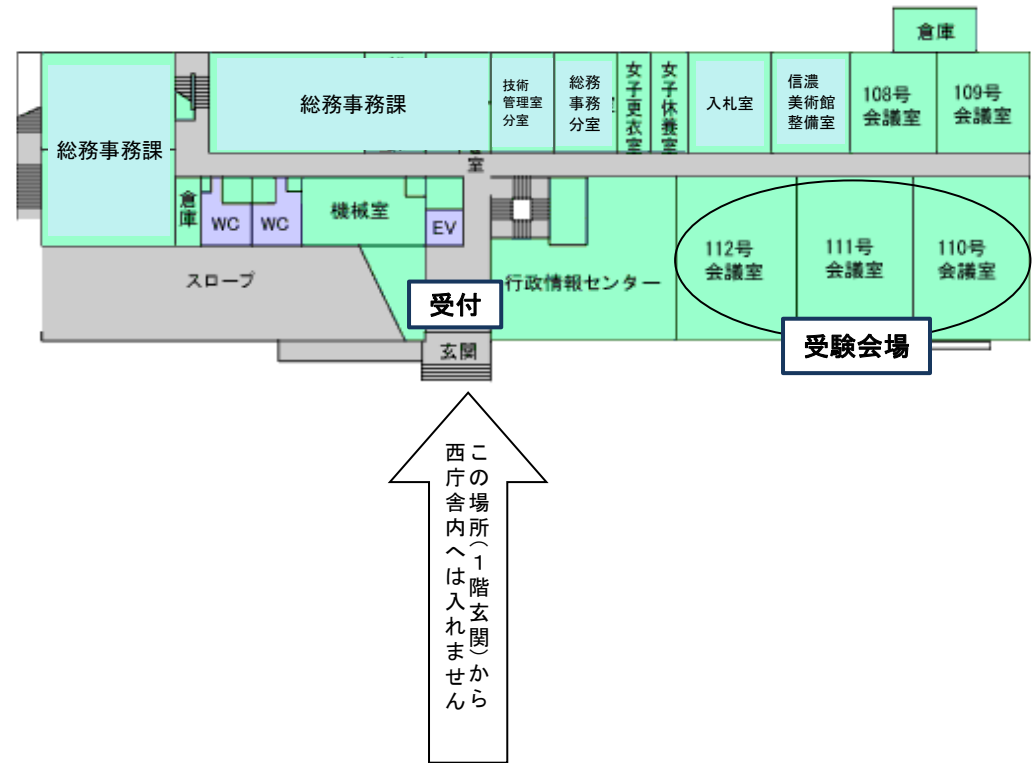 倉庫
総務事務課
総務事務課
技術
管理室
分室
総務
事務
分室
女子更衣室
女子休養室
入札室
信濃
美術館
整備室
108号
会議室
109号
会議室
室
倉庫
WC
WC
機械室
EV
112号
会議室
111号
会議室
110号
会議室
スロープ
行政情報センター
受付
受験会場
玄関
この場所（１階玄関）から
西庁舎内へは入れません